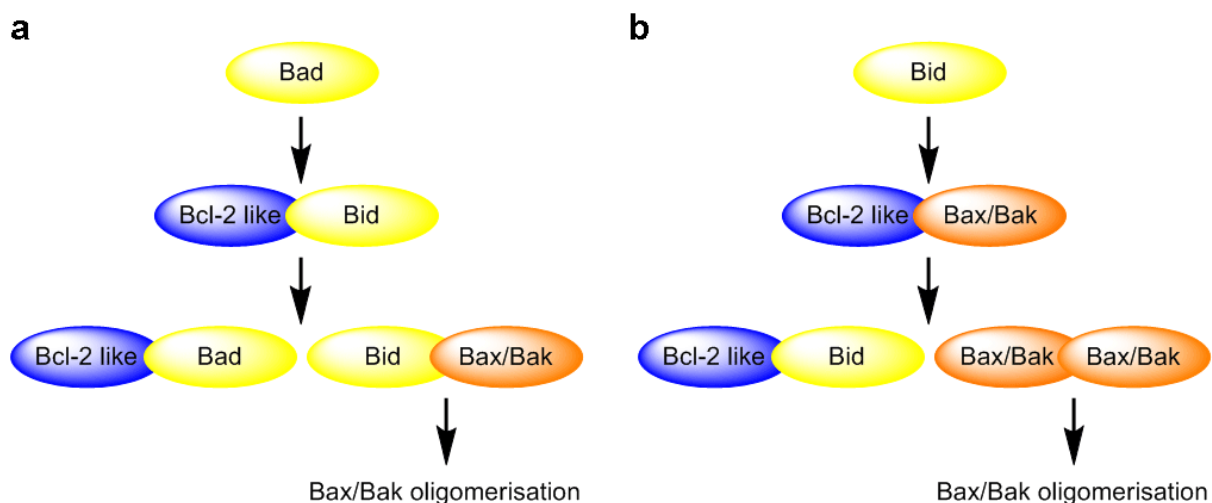 a
Bad
Bcl-2 like Bid
Bcl-2 like Bad Bid Bax/Bak
Bax/Bak oligomerisation
b
Bid
Bcl-2 like Bax/Bak
Bcl-2 like Bid Bax/Bak Bax/Bak
Bax/Bak oligomerisation